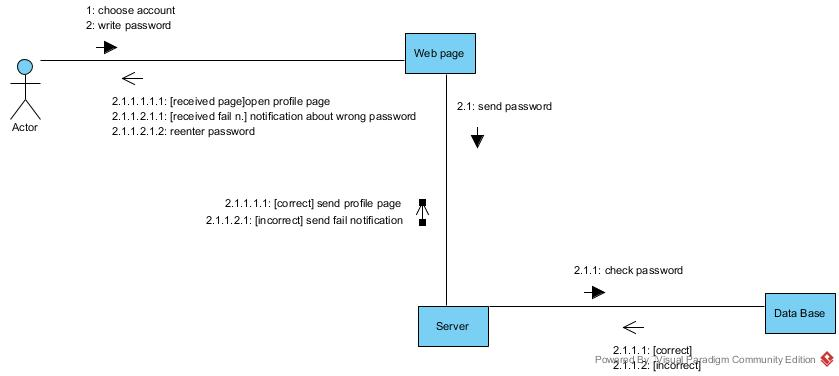 1: choose account
2: write password
Web page
Actor
2.1.1.1.1.1: [received page]open profile page
2.1.1.2.1.1: [received fail n.] notification about wrong password
2.1.1.2.1.2: reenter password
2.1: send password
2.1.1.1.1: [correct] send profile page
2.1.1.2.1: [incorrect] send fail notification
2.1.1: check password
Server
Data Base
2.1.1.1: [correct]
Powered By Visual Paradigm Community Edition
2.1.1.2: [incorrect]